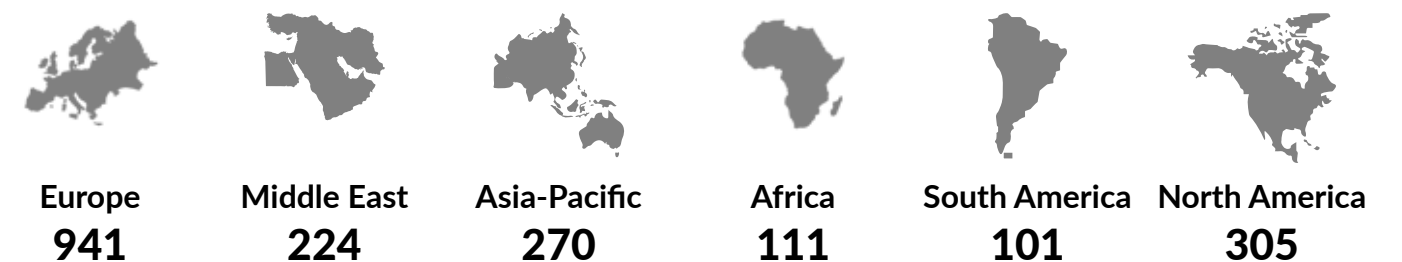 Europe Middle East Asia-Pacific Africa South America North America
941 224 270 111 101 305